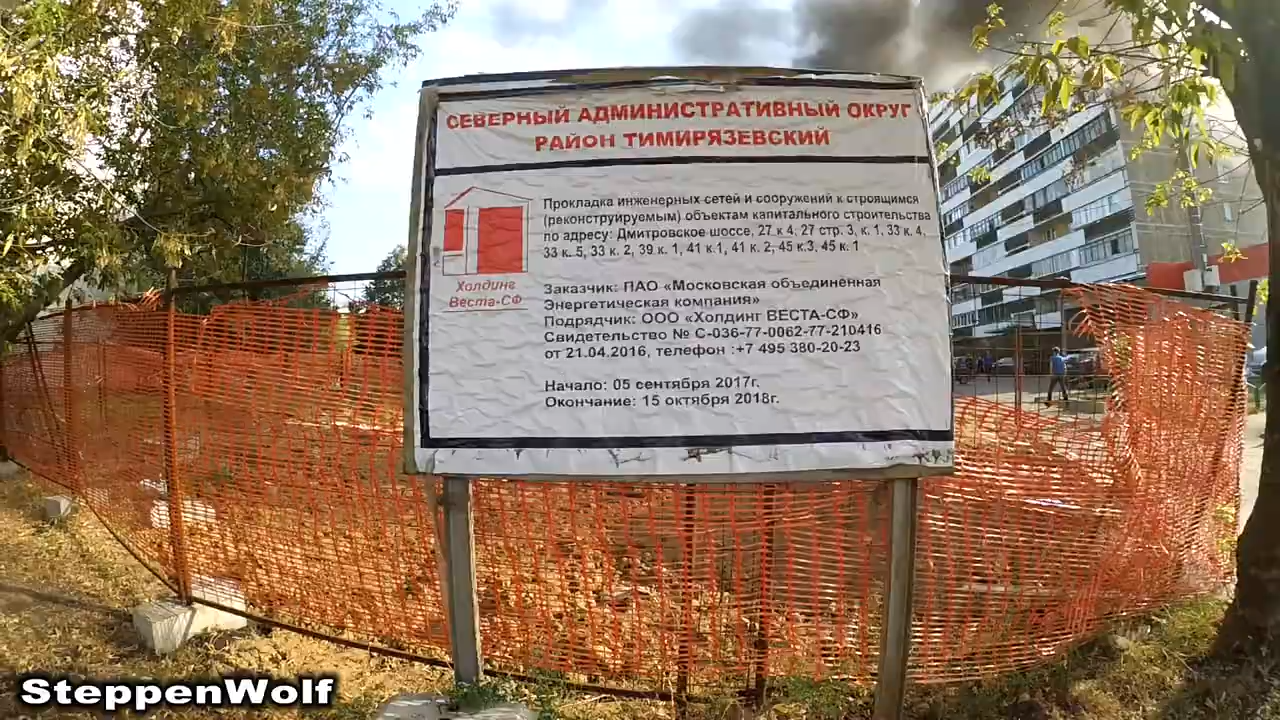 СЕВЕРНЫЙ АДМИНИСТРАТИВНЫЙ ОКРУГ
РАЙОН ТИМИРЯЗЕВСКИЙ
Холдинг
Веста-СФ
Прокладка инженерных сетей и сооружений к строящимся
(реконструируемым) объектам капитального строительства
по адресу: Дмитровское шоссе, 27 к 4, 27 стр. 3, к. 1, 33 к. 4,
33 к. 5, 33 к. 2, 39 к. 1, 41 к.1, 41 к. 2, 45 к.3, 45 к. 1
Заказчик: ПАО «Московская объединённая
Энергетическая компания»
Подрядчик: ООО «Холдинг ВЕСТА-СФ»
Свидетельство № С-036-77-0062-77-210416
от 21.04.2016, телефон :+7 495 380-20-23
Начало: 05 сентября 2017г.
Окончание: 15 октября 2018г.
SteppenWolf